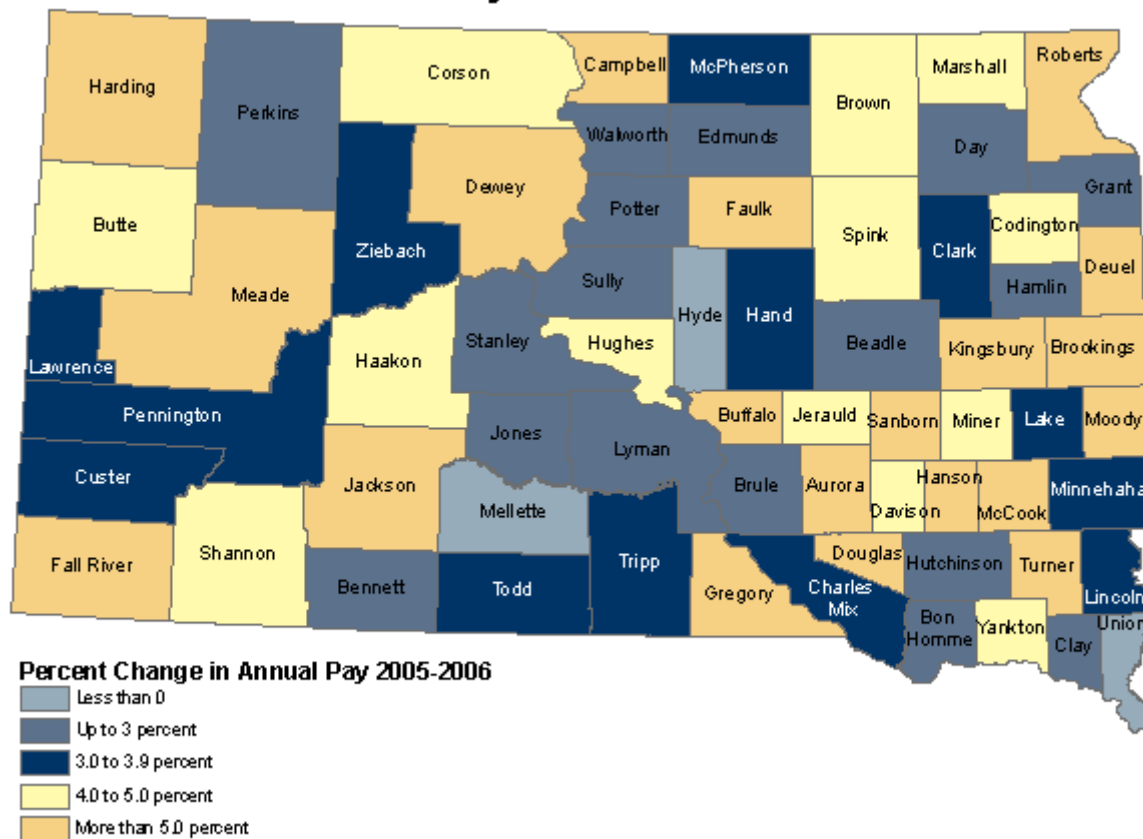 Harding
Perkins
Corson
Campbell
McPherson
Brown
Marshall
Roberts
Walworth
Edmunds
Day
Grant
Butte
Dewey
Potter
Faulk
Spink
Clark
Codington
Deuel
Hamlin
Ziebach
Meade
Sully
Hyde
Hand
Beadle
Kingsbury
Brookings
Lawrence
Haakon
Stanley
Hughes
Pennington
Jones
Lyman
Buffalo
Jerauld
Sanborn
Miner
Lake
Moody
Custer
Jackson
Mellette
Brule
Aurora
Davison
Hanson
McCook
Minnehaha
Fall River
Shannon
Bennett
Todd
Tripp
Gregory
Charles
Mix
Douglas
Hutchinson
Turner
Lincoln
Bon
Homme
Yankton
Clay
Union
Percent Change in Annual Pay 2005-2006
Less than 0
Up to 3 percent
3.0 to 3.9 percent
4.0 to 5.0 percent
More than 5.0 percent